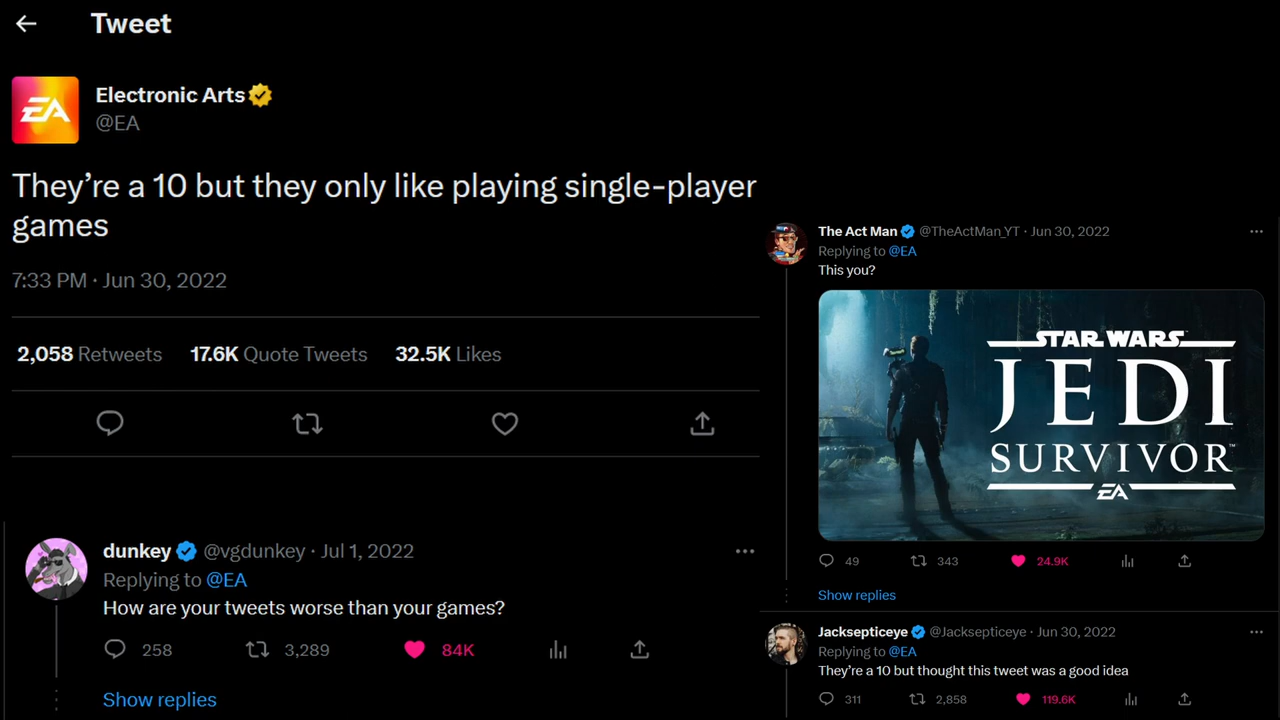 Tweet
EA
Electronic Arts
@EA
They’re a 10 but they only like playing single-player
games
7:33 PM · Jun 30, 2022
2,058 Retweets 17.6K Quote Tweets 32.5K Likes
dunkey @vgdunkey · Jul 1, 2022
Replying to @EA
How are your tweets worse than your games?
258 3,289 84K
Show replies
The Act Man @TheActMan_YT · Jun 30, 2022
Replying to @EA
This you?
STAR WARS
JEDI
SURVIVOR™
EA
49 343 24.9K
Show replies
Jacksepticeye @Jacksepticeye · Jun 30, 2022
Replying to @EA
They’re a 10 but thought this tweet was a good idea
311 2,858 119.6K